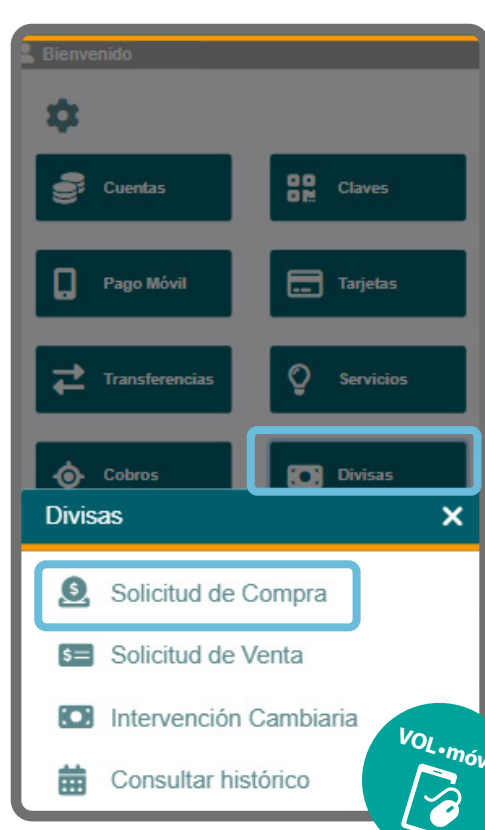 Bienvenido
Cuentas
Claves
Pago Móvil
Tarjetas
Transferencias
Servicios
Cobros
Divisas
Divisas
Solicitud de Compra
Solicitud de Venta
Intervención Cambiaria
Consultar histórico
VOL•móv